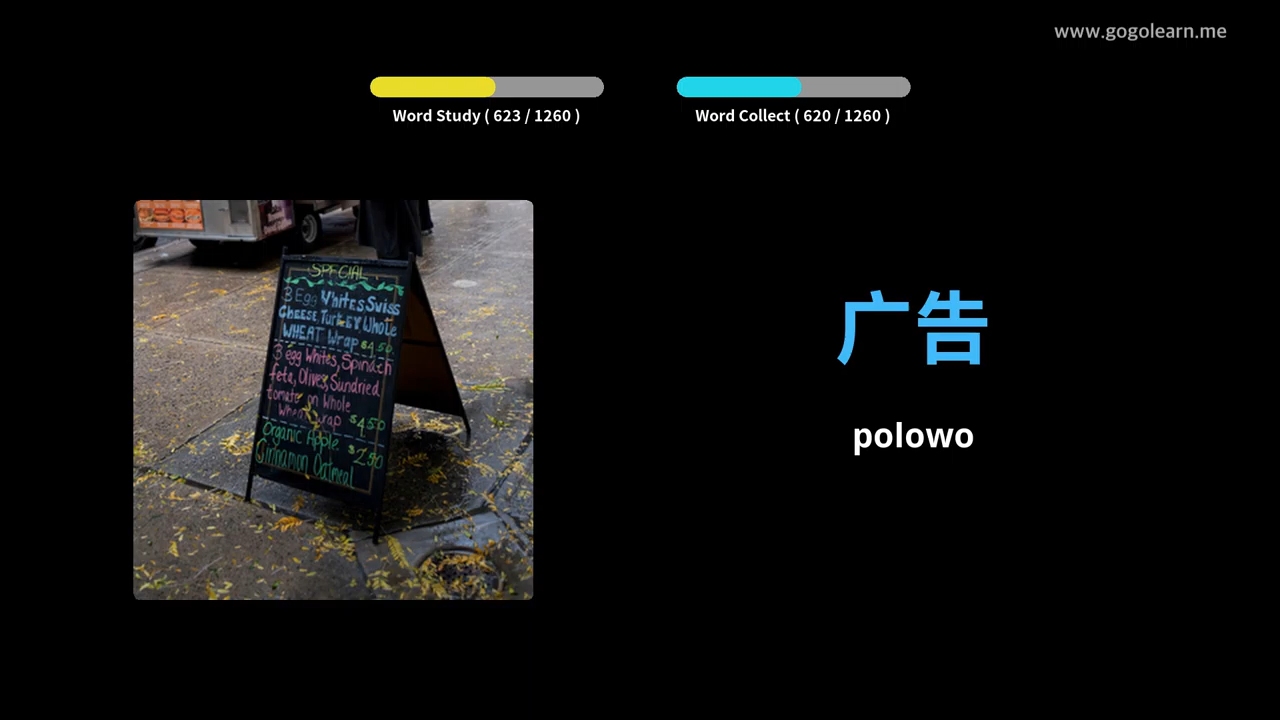 www.gogolearn.me
Word Study ( 623 / 1260 )
Word Collect ( 620 / 1260 )
SPECIAL
3 Egg Whites, Swiss
Cheese, Turkey Whole
WHEAT Wrap $4.50
3 egg Whites, Spinach
feta, Olives, Sundried
tomato on Whole
Wheat Wrap $4.50
Organic Apple
Cinnamon Oatmeal $2.50
广告
polowo